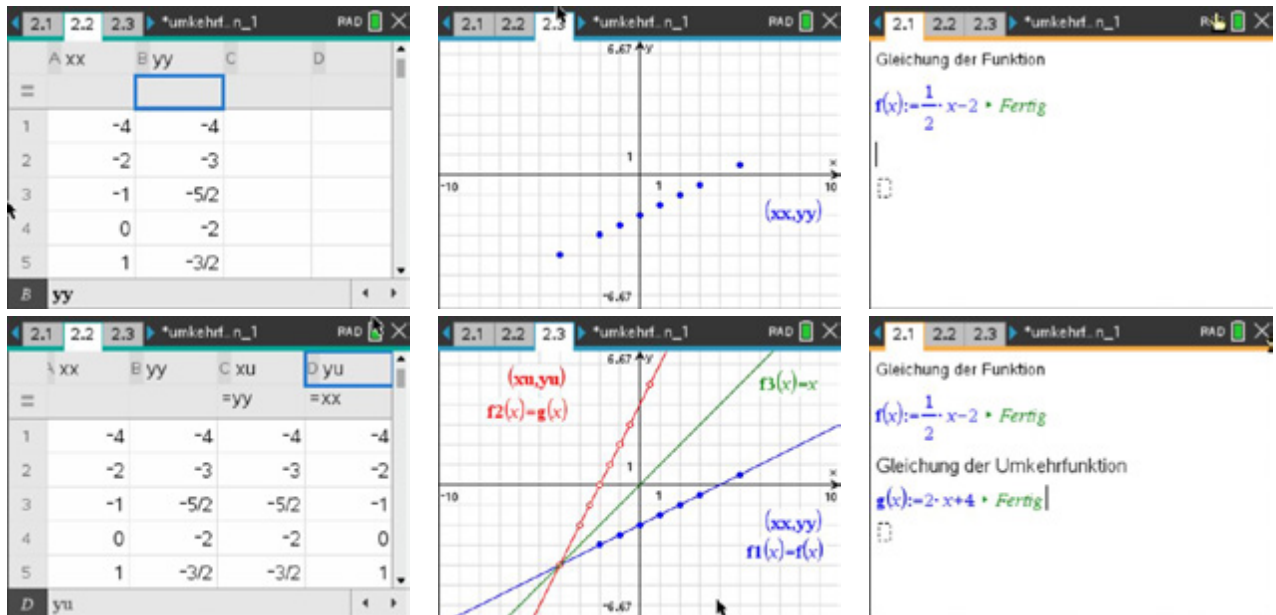 2.1 2.2 2.3 *umkehrf...n_1 RAD
A xx B yy C D
=
1 -4 -4
2 -2 -3
3 -1 -5/2
4 0 -2
5 1 -3/2
B yy
2.1 2.2 2.3 *umkehrf...n_1 RAD
6.67 y
1
x
-10 1 10
(xx,yy)
-6.67
2.1 2.2 2.3 *umkehrf...n_1
Gleichung der Funktion
f(x):=1/2·x-2 ▸ Fertig
2.1 2.2 2.3 *umkehrf...n_1 RAD
A xx B yy C xu D yu
= =yy =xx
1 -4 -4 -4 -4
2 -2 -3 -3 -2
3 -1 -5/2 -5/2 -1
4 0 -2 -2 0
5 1 -3/2 -3/2 1
D yu
2.1 2.2 2.3 *umkehrf...n_1 RAD
6.67 y
(xu,yu)
f3(x)=x
f2(x)=g(x)
1
x
-10 1 10
(xx,yy)
f1(x)=f(x)
-6.67
2.1 2.2 2.3 *umkehrf...n_1 RAD
Gleichung der Funktion
f(x):=1/2·x-2 ▸ Fertig
Gleichung der Umkehrfunktion
g(x):=2·x+4 ▸ Fertig